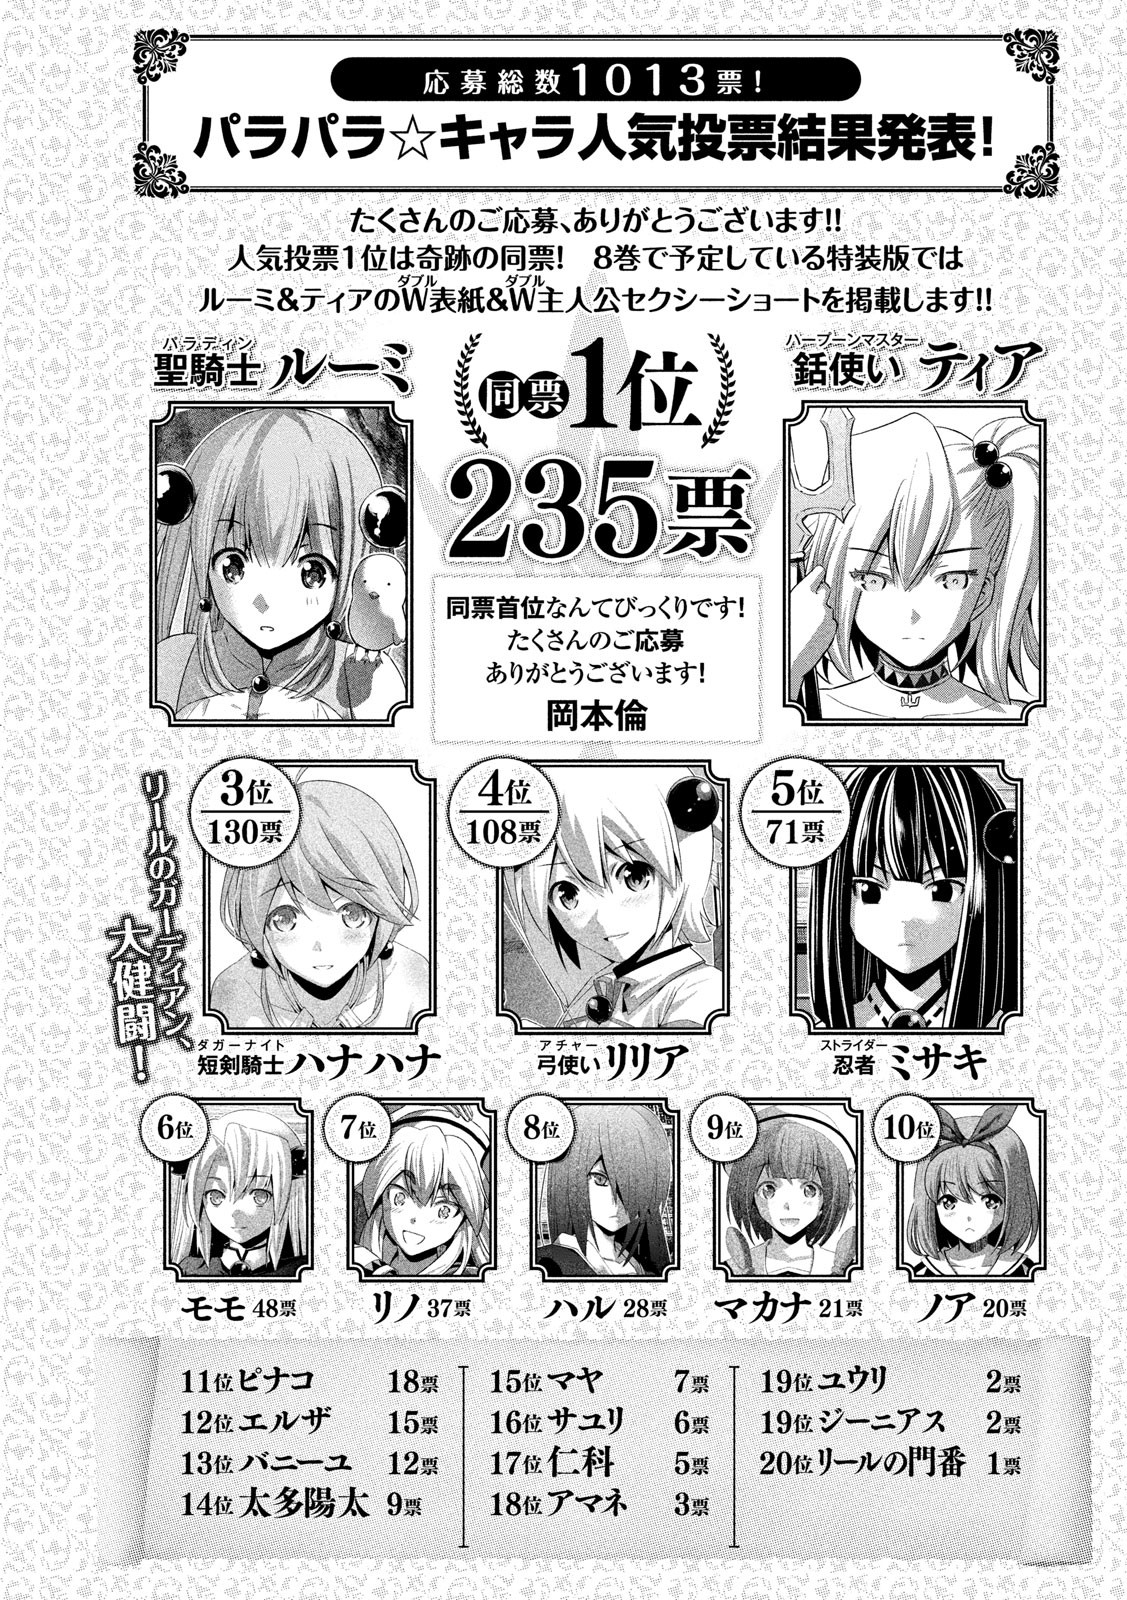 応募総数1013票!
パラパラ☆キャラ人気投票結果発表!
たくさんのご応募、ありがとうございます!!
人気投票1位は奇跡の同票! 8巻で予定している特装版では
ダブル ダブル
ルーミ&ティアのW表紙&W主人公セクシーショートを掲載します!!
パラディン
聖騎士 ルーミ
同票1位
ハープーンマスター
銛使い ティア
235票
同票首位なんてびっくりです!
たくさんのご応募
ありがとうございます!
岡本倫
リールのガーディアン、
大健闘!
3位
130票
ダガーナイト
短剣騎士 ハナハナ
4位
108票
アチャー
弓使い リリア
5位
71票
ストライダー
忍者 ミサキ
6位
モモ 48票
7位
リノ 37票
8位
ハル 28票
9位
マカナ 21票
10位
ノア 20票
11位 ピナコ 18票
12位 エルザ 15票
13位 バニーユ 12票
14位 太多陽太 9票
15位 マヤ 7票
16位 サユリ 6票
17位 仁科 5票
18位 アマネ 3票
19位 ユウリ 2票
19位 ジーニアス 2票
20位 リールの門番 1票